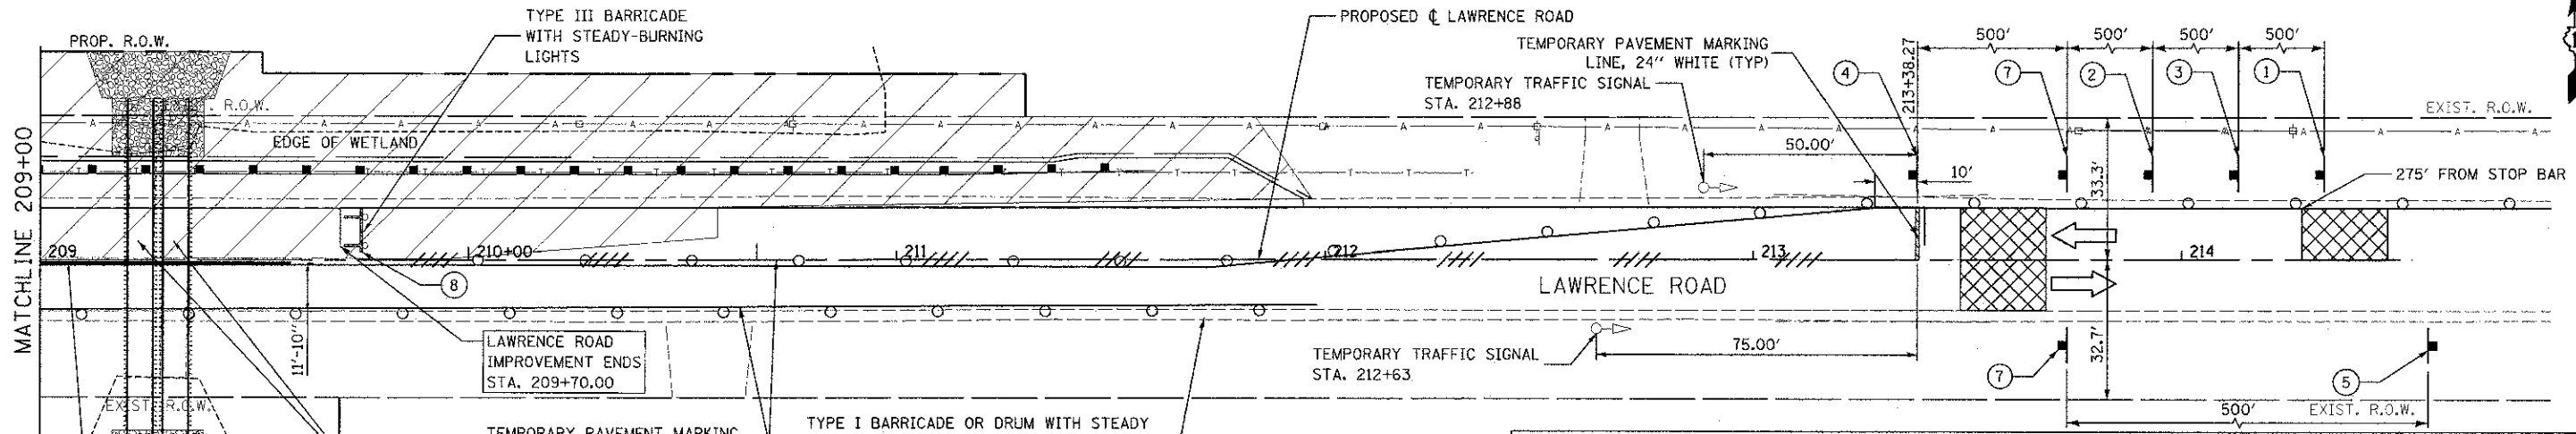 TYPE III BARRICADE
WITH STEADY-BURNING
LIGHTS
PROP. R.O.W.
PROPOSED ℄ LAWRENCE ROAD
TEMPORARY PAVEMENT MARKING
LINE, 24" WHITE (TYP)
TEMPORARY TRAFFIC SIGNAL
STA. 212+88
4
213+38.27
500'
500'
500'
500'
7
2
3
1
R.O.W.
EXIST. R.O.W.
EDGE OF WETLAND
50.00'
10'
33.3'
275' FROM STOP BAR
MATCHLINE 209+00
209
210+00
211
212
213
214
8
LAWRENCE ROAD
11'-10"
LAWRENCE ROAD
IMPROVEMENT ENDS
STA. 209+70.00
TEMPORARY TRAFFIC SIGNAL
STA. 212+63
75.00'
32.7'
7
5
EXIST. R.O.W.
500'
EXIST. R.O.W.
TEMPORARY PAVEMENT MARKING
TYPE I BARRICADE OR DRUM WITH STEADY